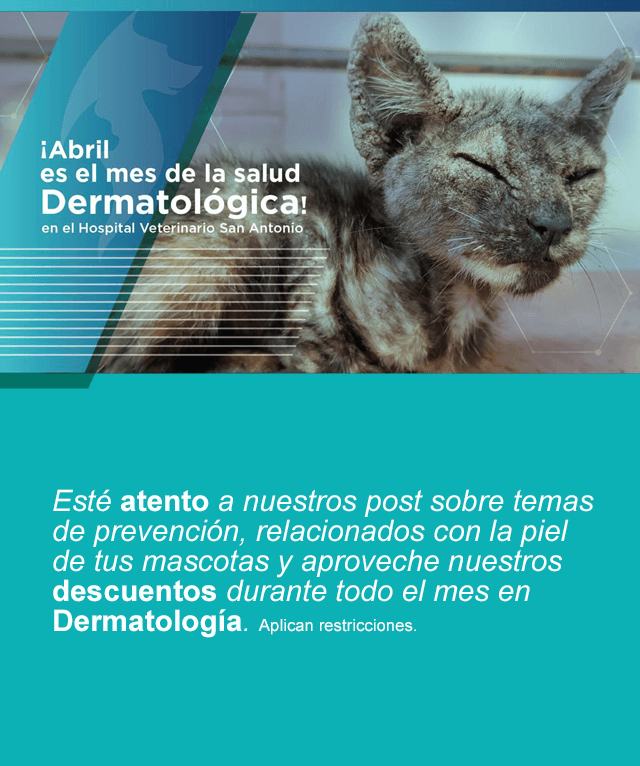 ¡Abril
es el mes de la salud
Dermatológica!
en el Hospital Veterinario San Antonio
Esté atento a nuestros post sobre temas
de prevención, relacionados con la piel
de tus mascotas y aproveche nuestros
descuentos durante todo el mes en
Dermatología. Aplican restricciones.